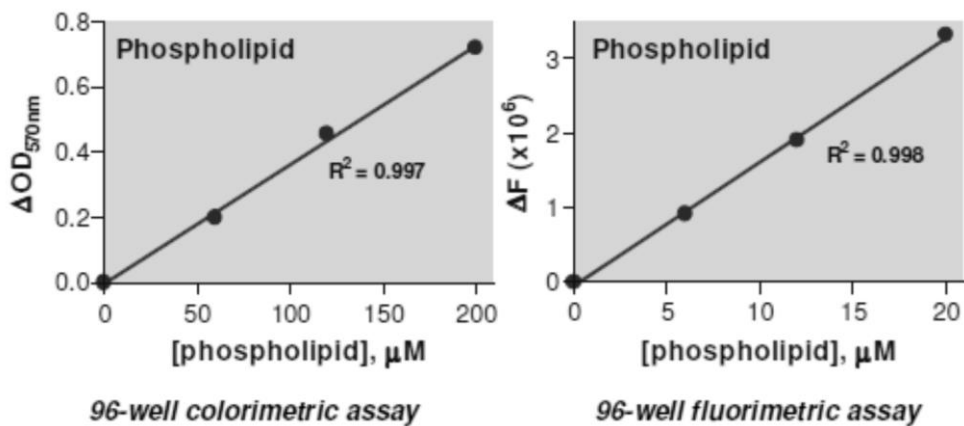 Phospholipid
R² = 0.997
0.8
0.6
0.4
0.2
0.0
ΔOD570nm
0 50 100 150 200
[phospholipid], μM
96-well colorimetric assay
Phospholipid
R² = 0.998
3
2
1
0
ΔF (x10⁶)
0 5 10 15 20
[phospholipid], μM
96-well fluorimetric assay